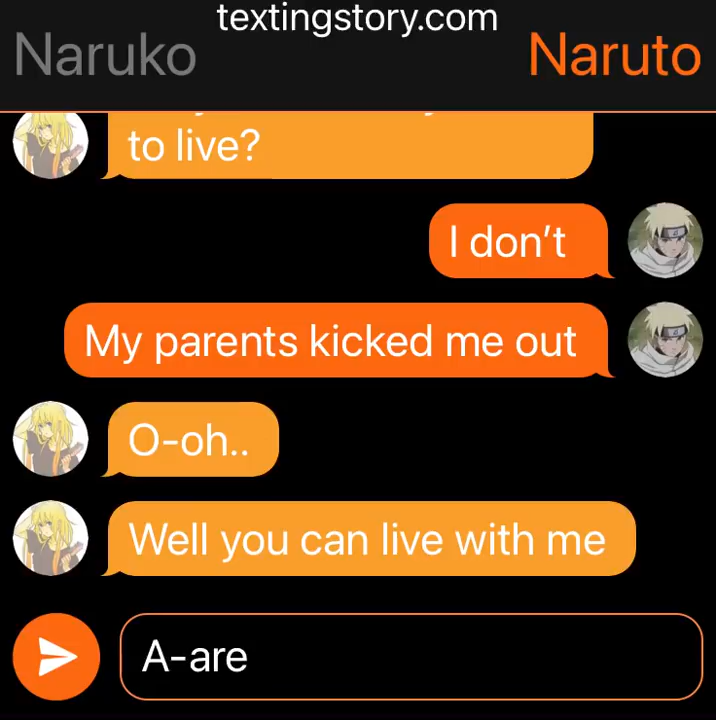 textingstory.com
Naruko
Naruto
to live?
I don’t
My parents kicked me out
O-oh..
Well you can live with me
A-are